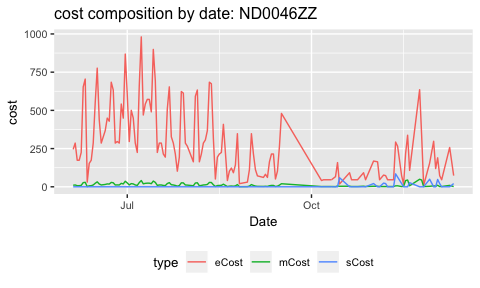 cost composition by date: ND0046ZZ
1000
750
500
250
0
cost
Jul
Oct
Date
type
eCost
mCost
sCost